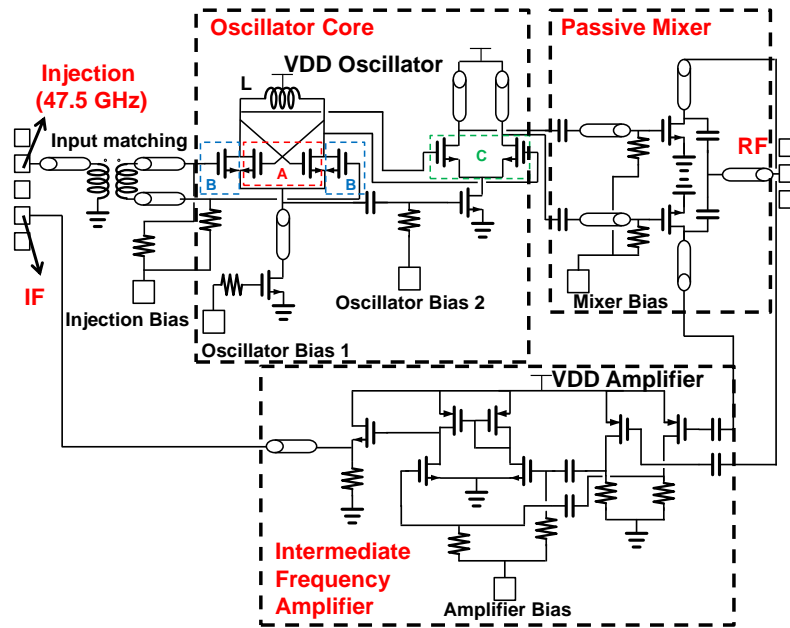 Oscillator Core
Passive Mixer
Injection
(47.5 GHz)
L
VDD Oscillator
Input matching
B
A
B
C
RF
IF
Injection Bias
Oscillator Bias 1
Oscillator Bias 2
Mixer Bias
VDD Amplifier
Intermediate
Frequency
Amplifier
Amplifier Bias